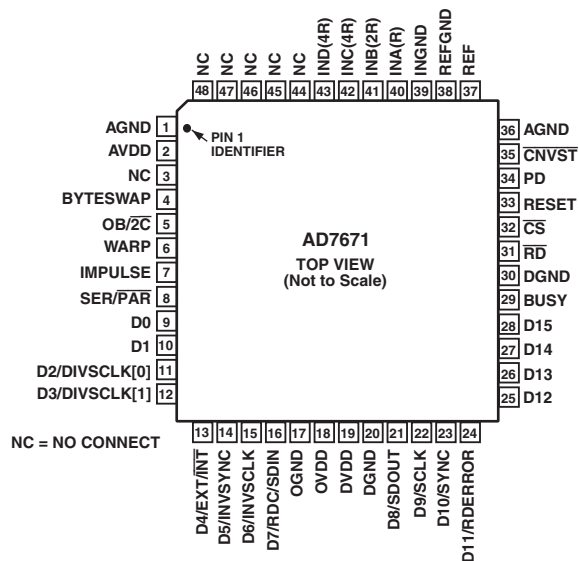 NC
NC
NC
NC
NC
IND(4R)
INC(4R)
INB(2R)
INA(R)
INGND
REFGND
REF
48 47 46 45 44 43 42 41 40 39 38 37
AGND 1
AVDD 2
NC 3
BYTESWAP 4
OB/2C 5
WARP 6
IMPULSE 7
SER/PAR 8
D0 9
D1 10
D2/DIVSCLK[0] 11
D3/DIVSCLK[1] 12
PIN 1
IDENTIFIER
AD7671
TOP VIEW
(Not to Scale)
36 AGND
35 CNVST
34 PD
33 RESET
32 CS
31 RD
30 DGND
29 BUSY
28 D15
27 D14
26 D13
25 D12
NC = NO CONNECT
13 14 15 16 17 18 19 20 21 22 23 24
D4/EXT/INT
D5/INVSYNC
D6/INVSCLK
D7/RDC/SDIN
OGND
OVDD
DVDD
DGND
D8/SDOUT
D9/SCLK
D10/SYNC
D11/RDERROR